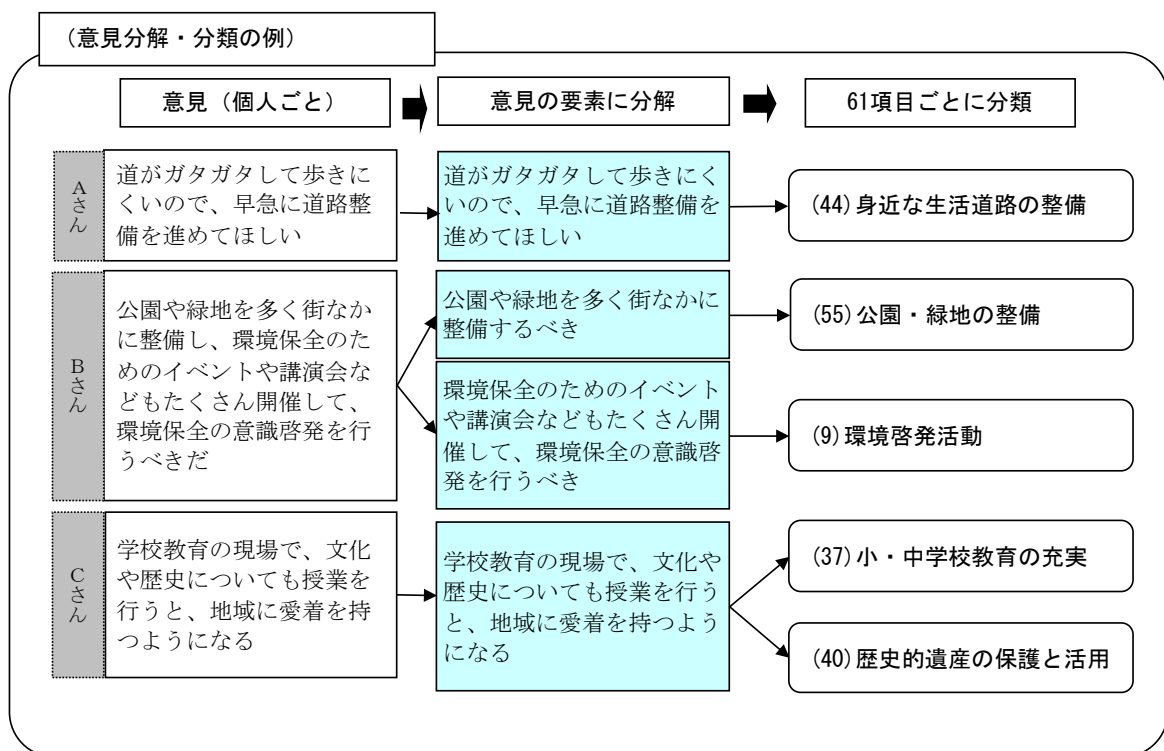 (意見分解・分類の例)
意見（個人ごと）
意見の要素に分解
61項目ごとに分類
Aさん
道がガタガタして歩きに
くいので、早急に道路整
備を進めてほしい
道がガタガタして歩きにく
いので、早急に道路整備を
進めてほしい
(44)身近な生活道路の整備
Bさん
公園や緑地を多く街なか
に整備し、環境保全のた
めのイベントや講演会な
どもたくさん開催して、
環境保全の意識啓発を行
うべきだ
公園や緑地を多く街なかに
整備するべき
(55)公園・緑地の整備
環境保全のためのイベント
や講演会などもたくさん開
催して、環境保全の意識啓
発を行うべき
(9)環境啓発活動
Cさん
学校教育の現場で、文化
や歴史についても授業を
行うと、地域に愛着を持
つようになる
学校教育の現場で、文化や
歴史についても授業を行う
と、地域に愛着を持つよう
になる
(37)小・中学校教育の充実
(40)歴史的遺産の保護と活用